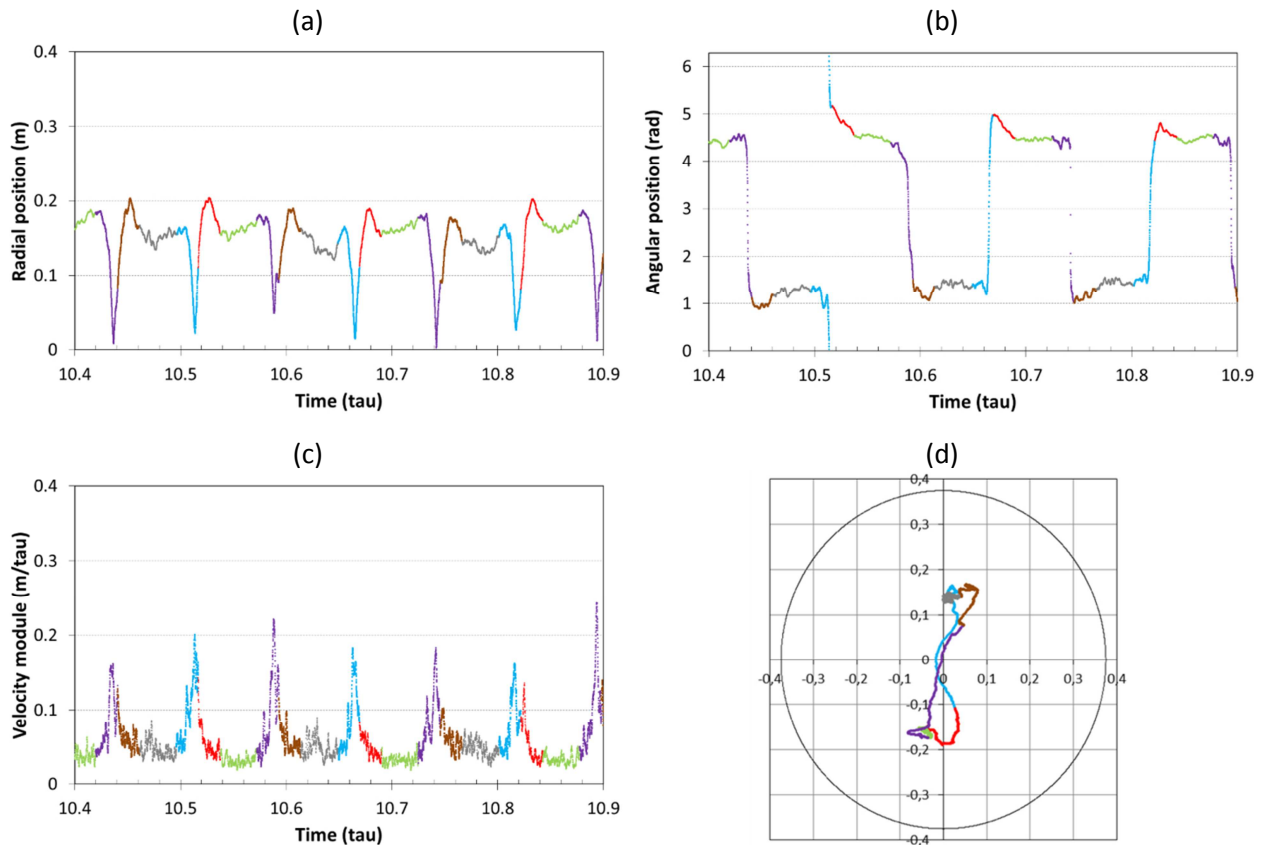 (a)
(b)
0.4
0.3
0.2
0.1
0
Radial position (m)
10.4 10.5 10.6 10.7 10.8 10.9
Time (tau)
6
5
4
3
2
1
0
Angular position (rad)
10.4 10.5 10.6 10.7 10.8 10.9
Time (tau)
(c)
(d)
0.4
0.3
0.2
0.1
0
Velocity module (m/tau)
10.4 10.5 10.6 10.7 10.8 10.9
Time (tau)
0,4
0,3
0,2
0,1
0
-0,4 -0,3 -0,2 -0,1 0 0,1 0,2 0,3 0,4
-0,1
-0,2
-0,3
-0,4